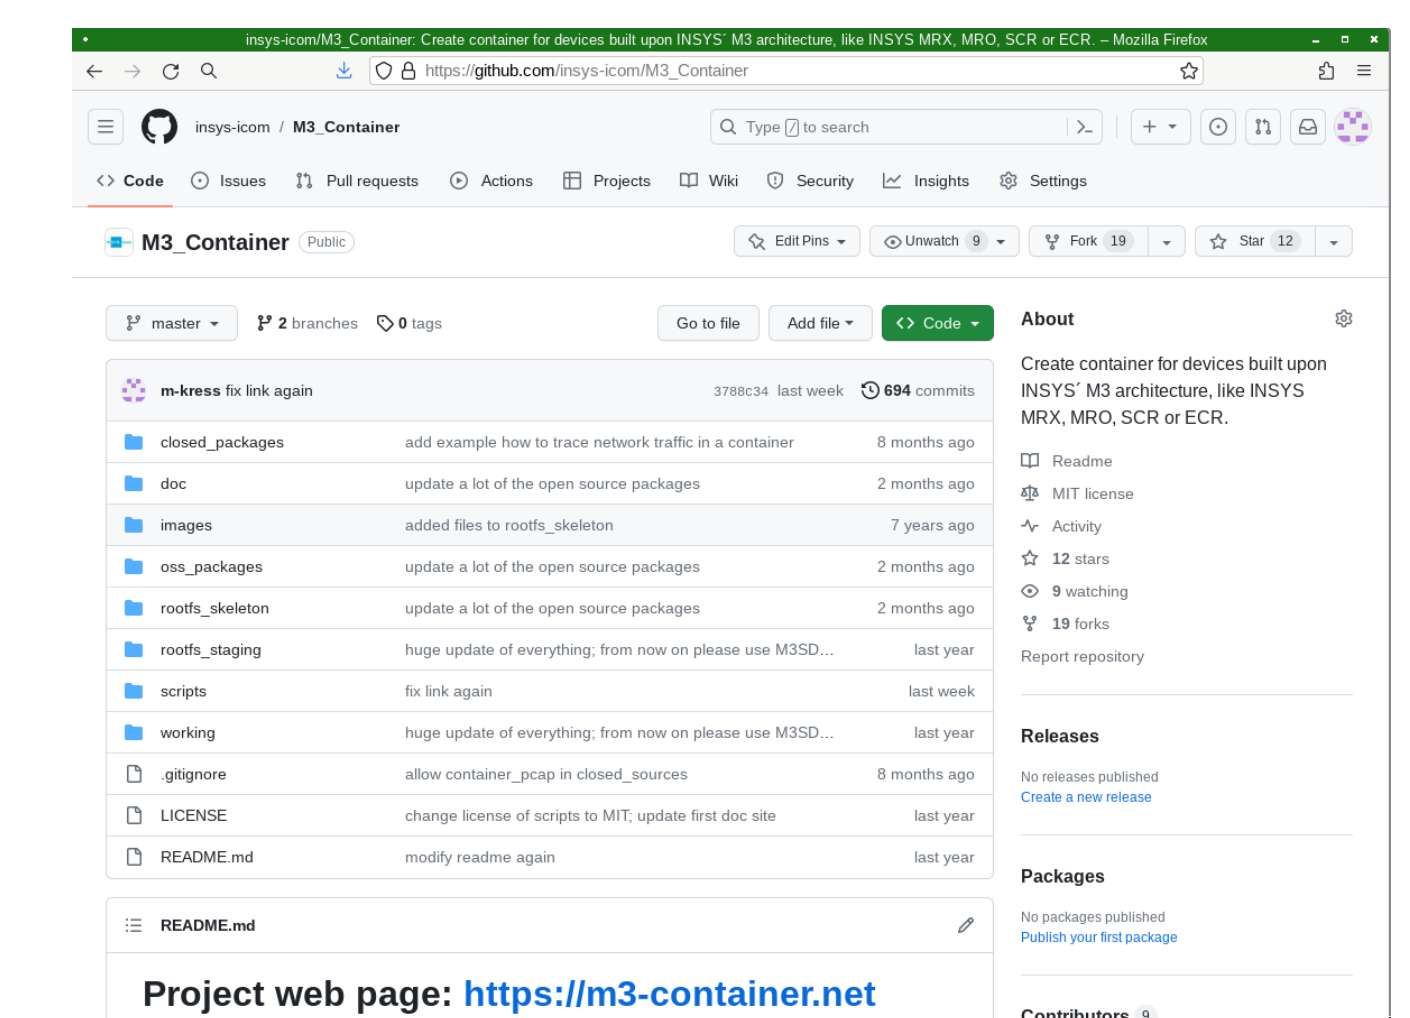 insys-icom/M3_Container: Create container for devices built upon INSYS´ M3 architecture, like INSYS MRX, MRO, SCR or ECR. – Mozilla Firefox
https://github.com/insys-icom/M3_Container
insys-icom / M3_Container
Type / to search
Code Issues Pull requests Actions Projects Wiki Security Insights Settings
M3_Container Public
Edit Pins Unwatch 9 Fork 19 Star 12
master 2 branches 0 tags Go to file Add file Code
m-kress fix link again 3788c34 last week 694 commits
closed_packages add example how to trace network traffic in a container 8 months ago
doc update a lot of the open source packages 2 months ago
images added files to rootfs_skeleton 7 years ago
oss_packages update a lot of the open source packages 2 months ago
rootfs_skeleton update a lot of the open source packages 2 months ago
rootfs_staging huge update of everything; from now on please use M3SD… last year
scripts fix link again last week
working huge update of everything; from now on please use M3SD… last year
.gitignore allow container_pcap in closed_sources 8 months ago
LICENSE change license of scripts to MIT; update first doc site last year
README.md modify readme again last year
README.md
Project web page: https://m3-container.net
About
Create container for devices built upon
INSYS´ M3 architecture, like INSYS
MRX, MRO, SCR or ECR.
Readme
MIT license
Activity
12 stars
9 watching
19 forks
Report repository
Releases
No releases published
Create a new release
Packages
No packages published
Publish your first package
Contributors 9